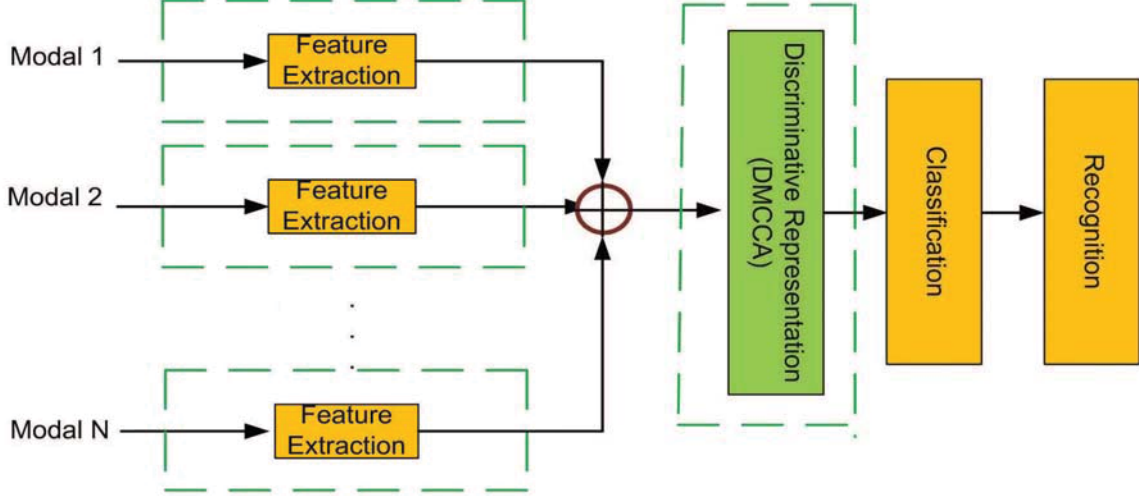 Modal 1
Feature
Extraction
Modal 2
Feature
Extraction
Modal N
Feature
Extraction
Discriminative Representation
(DMCCA)
Classification
Recognition